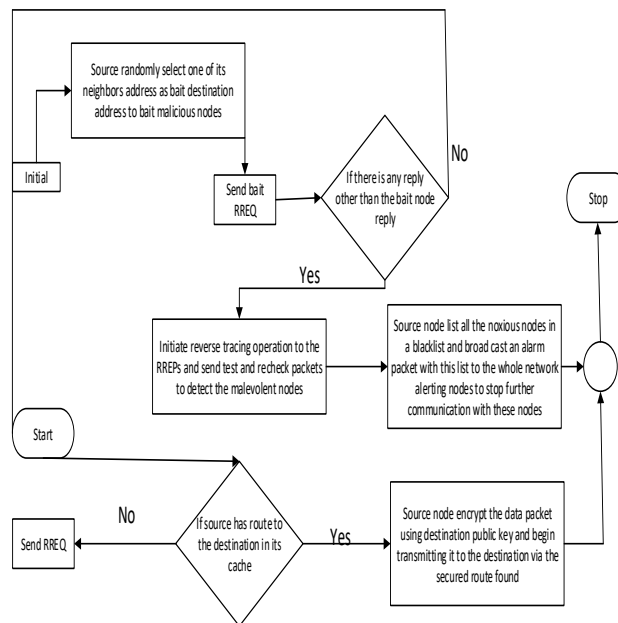 Source randomly select one of its
neighbors address as bait destination
address to bait malicious nodes
Initial
Send bait
RREQ
If there is any reply
other than the bait node
reply
No
Stop
Yes
Initiate reverse tracing operation to
the RREPs and send test and recheck packets
to detect the malevolent nodes
Source node list all the noxious nodes in
a blacklist and broad cast an alarm
packet with this list to the whole network
alerting nodes to stop further
communication with these nodes
Start
If source has route to
the destination in its
cache
No
Send RREQ
Yes
Source node encrypt the data packet
using destination public key and begin
transmitting it to the destination via the
secured route found